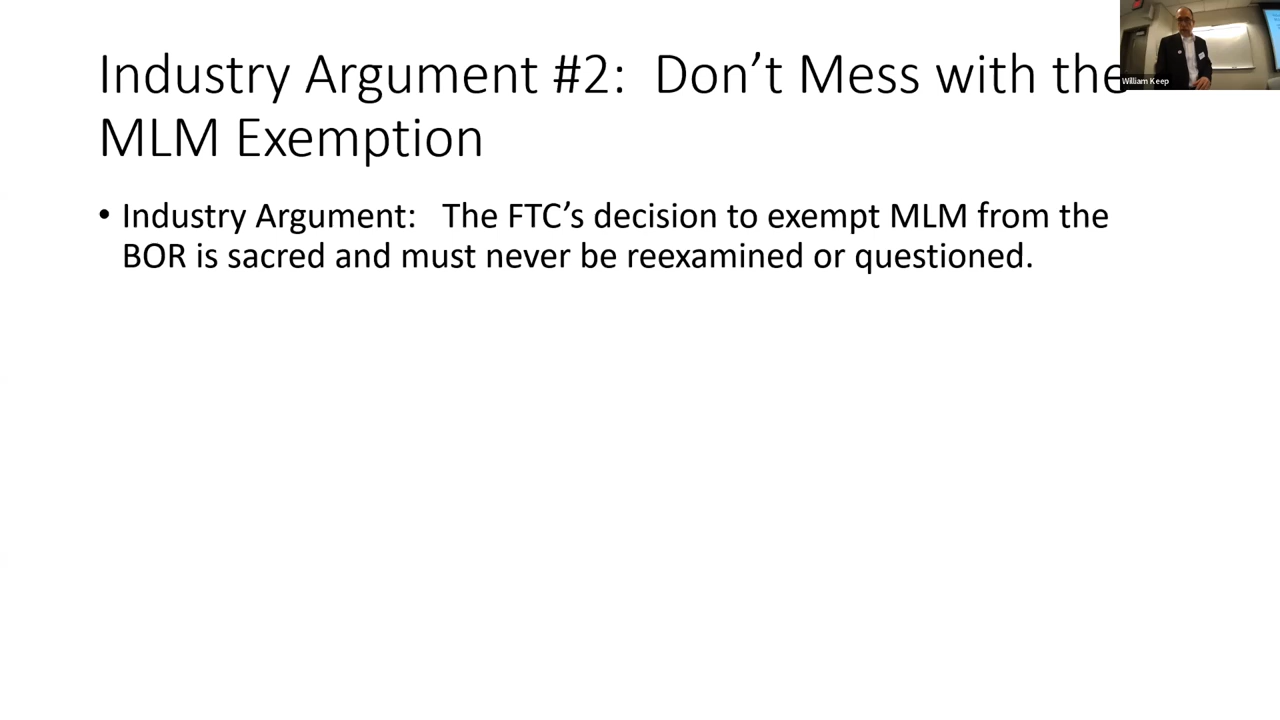 Industry Argument #2:  Don’t Mess with the
MLM Exemption
William Keep
• Industry Argument:   The FTC’s decision to exempt MLM from the
BOR is sacred and must never be reexamined or questioned.